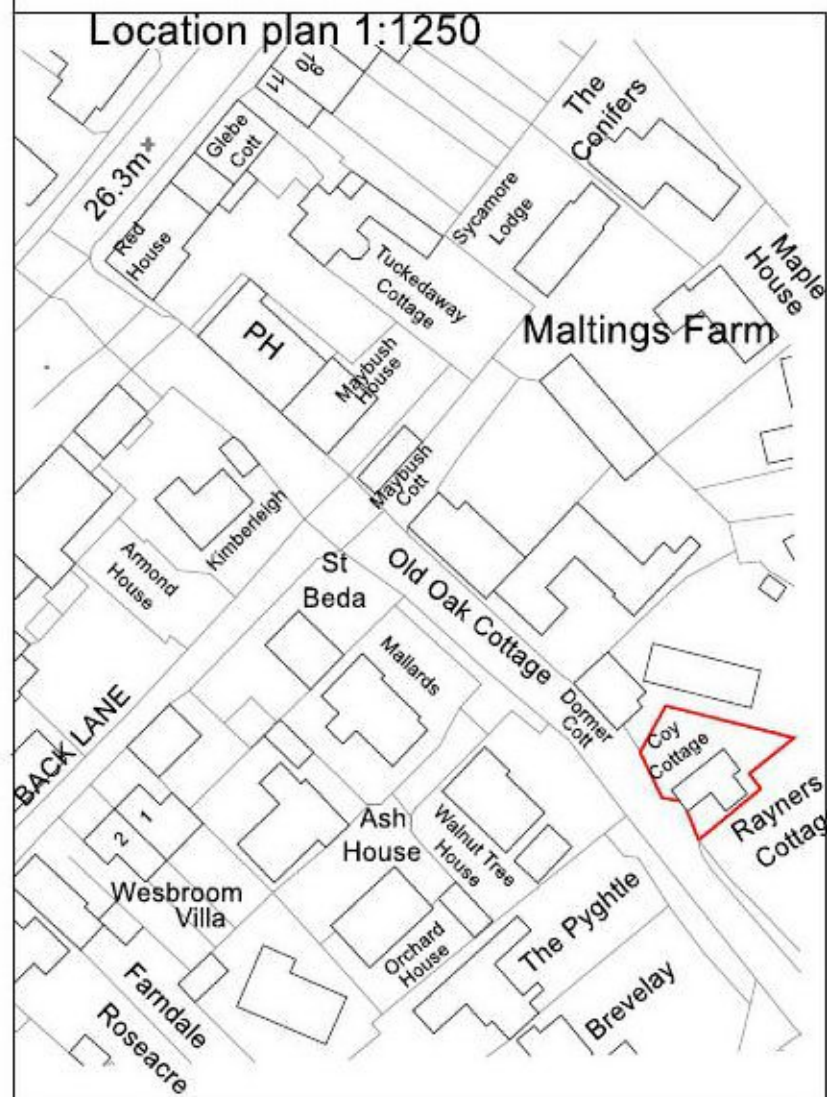 Location plan 1:1250
10
11
The
Conifers
Glebe
Cott
26.3m
Red
House
Sycamore
Lodge
Tuckedaway
Cottage
Maple
House
PH
Maybush
House
Maltings Farm
Maybush
Cott
Kimberleigh
Armond
House
St
Beda
Old Oak Cottage
Mallards
Dormer
Cott
Coy
Cottage
BACK LANE
Rayners
Cottag
1
2
Ash
House
Walnut Tree
House
Wesbroom
Villa
Orchard
House
The Pyghtle
Farndale
Brevelay
Roseacre